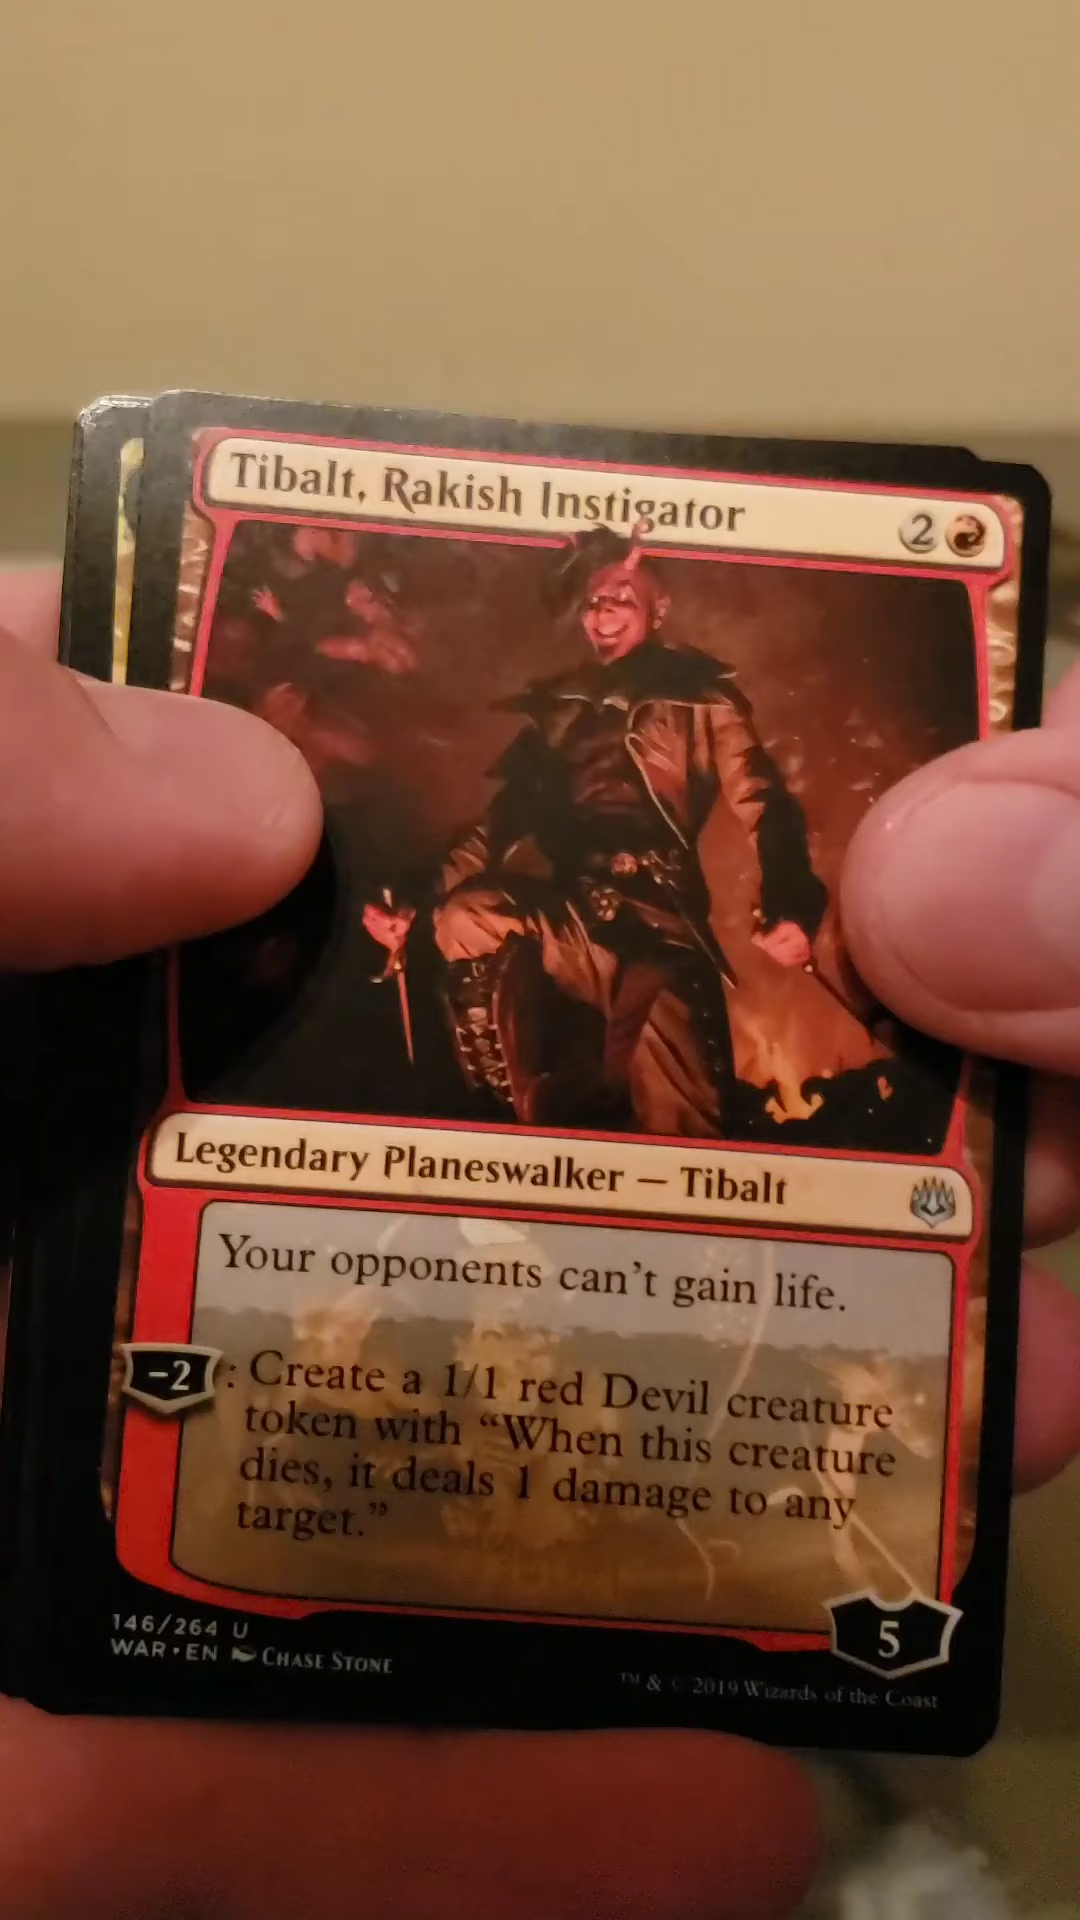 Tibalt, Rakish Instigator 2
Legendary Planeswalker — Tibalt
Your opponents can't gain life.
-2: Create a 1/1 red Devil creature
token with “When this creature
dies, it deals 1 damage to any
target.”
5
146/264 U
WAR • EN CHASE STONE
™ & © 2019 Wizards of the Coast